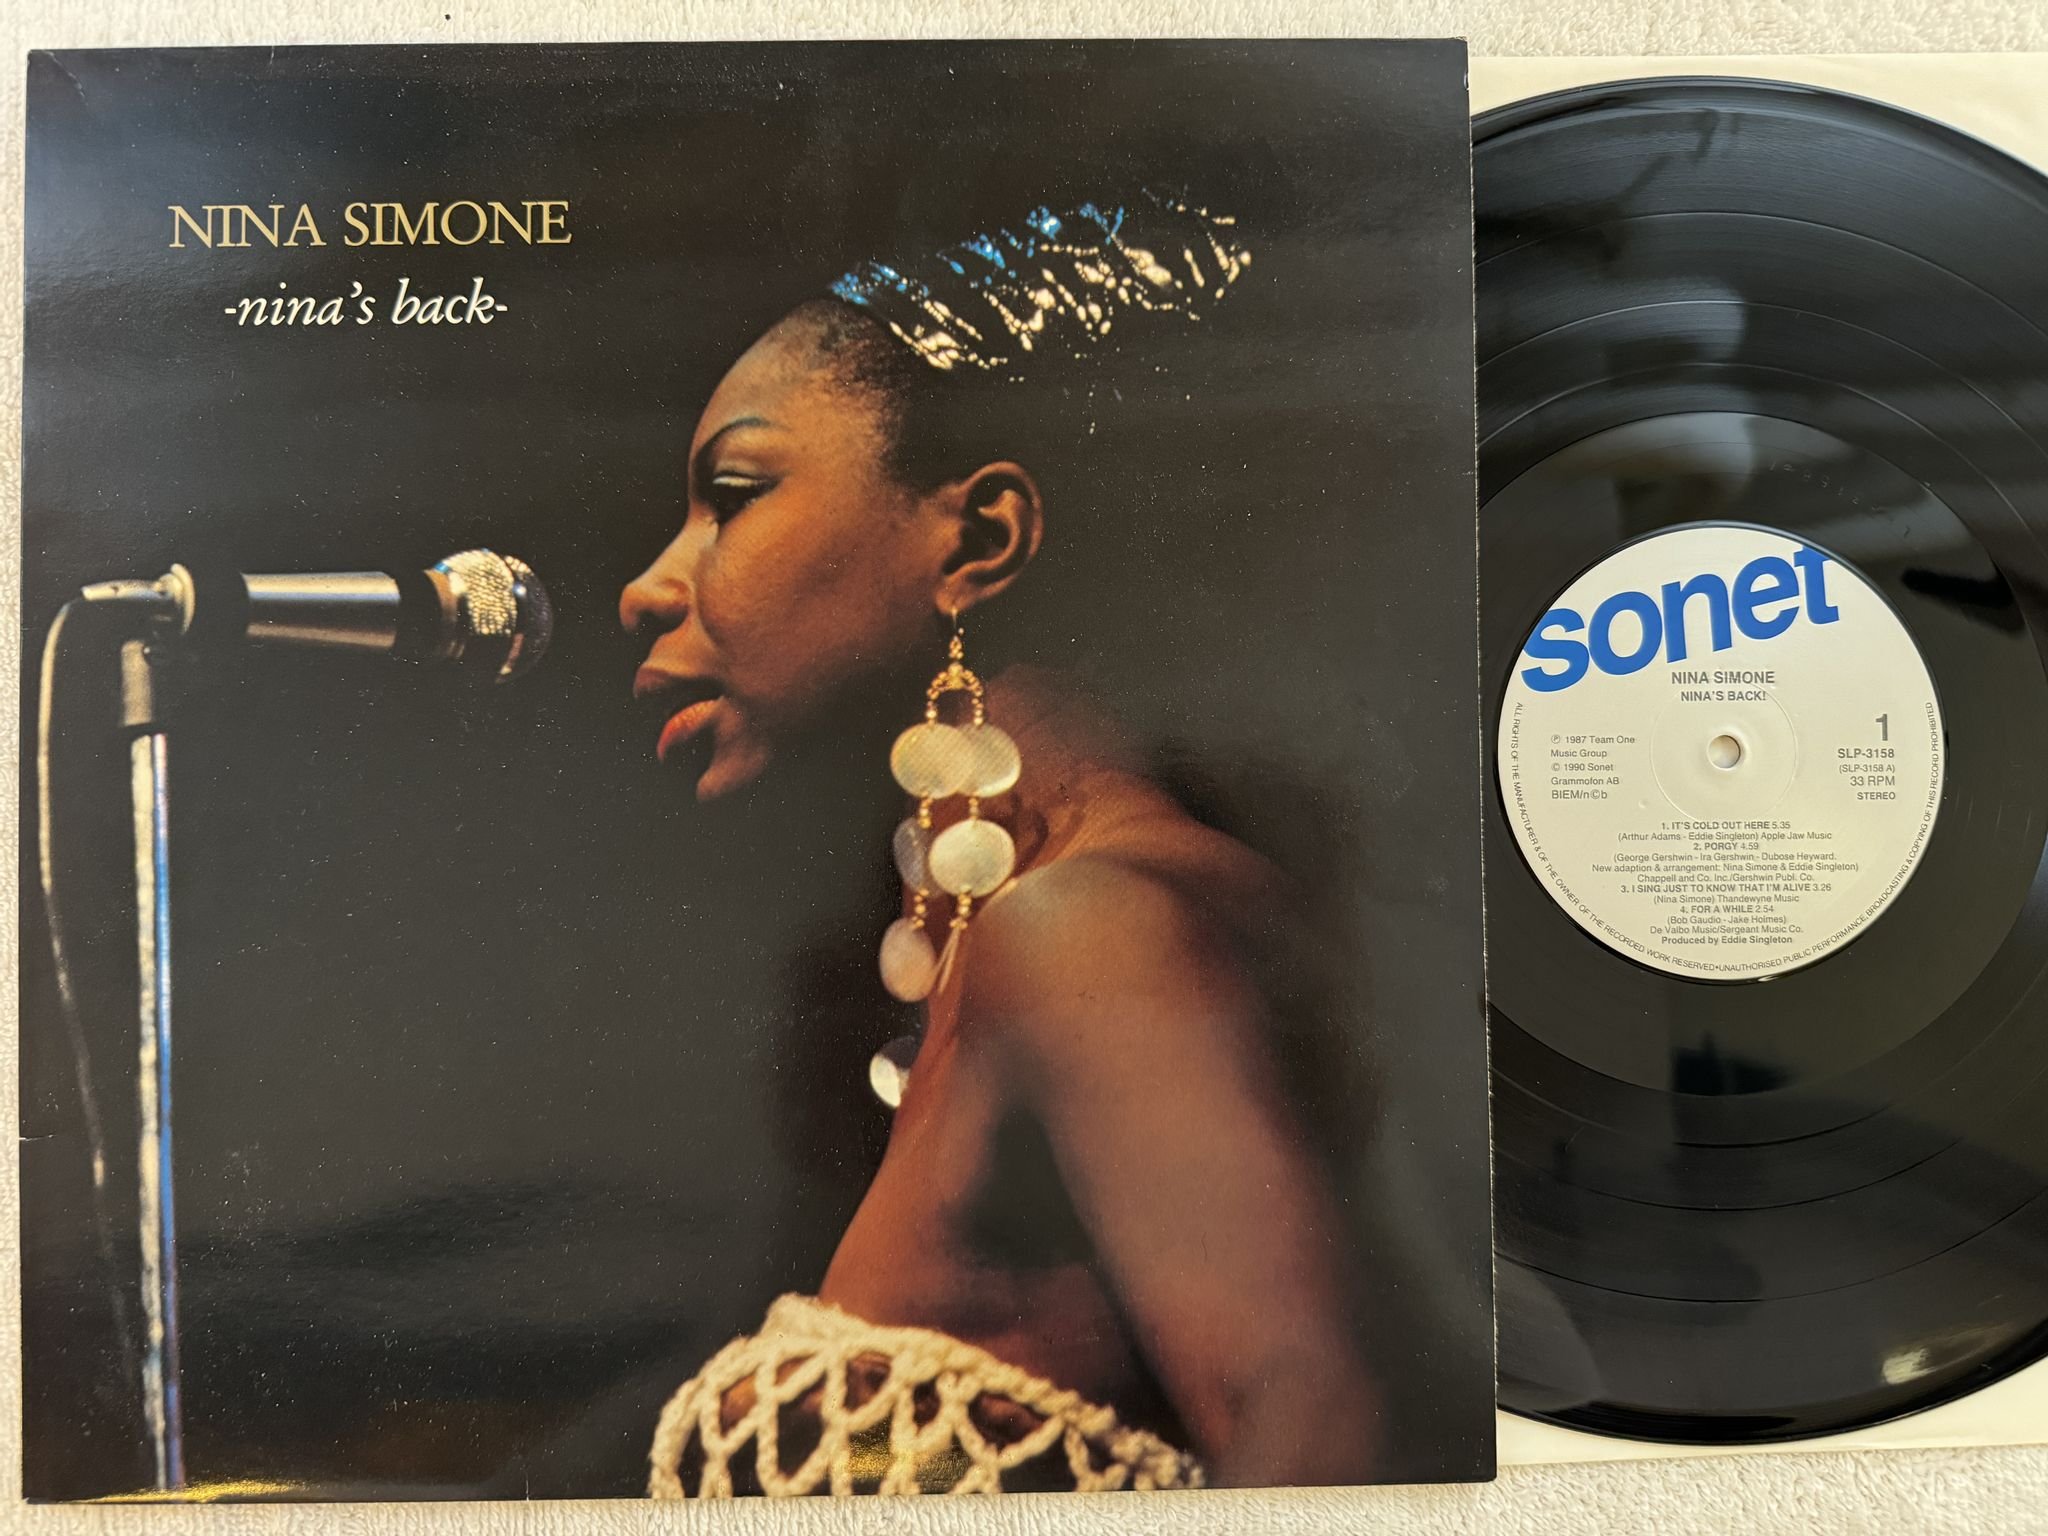 NINA SIMONE
-nina's back-
sonet
NINA SIMONE
NINA'S BACK!
℗ 1987 Team One
Music Group
© 1990 Sonet
Grammofon AB
BIEM/n©b
1
SLP-3158
(SLP-3158 A)
33 RPM
STEREO
1. IT'S COLD OUT HERE 5.35
(Arthur Adams - Eddie Singleton) Apple Jaw Music
2. PORGY 4.59
(George Gershwin - Ira Gershwin - Dubose Heyward.
New adaption & arrangement: Nina Simone & Eddie Singleton)
Chappell and Co. Inc./Gershwin Publ. Co.
3. I SING JUST TO KNOW THAT I'M ALIVE 3.26
(Nina Simone) Thandewyne Music
4. FOR A WHILE 2.54
(Bob Gaudio - Jake Holmes)
De Valbo Music/Sergeant Music Co.
Produced by Eddie Singleton
ALL RIGHTS OF THE MANUFACTURER & OF THE OWNER OF THE RECORDED WORK RESERVED•UNAUTHORISED PUBLIC PERFORMANCE, BROADCASTING & COPYING OF THIS RECORD PROHIBITED